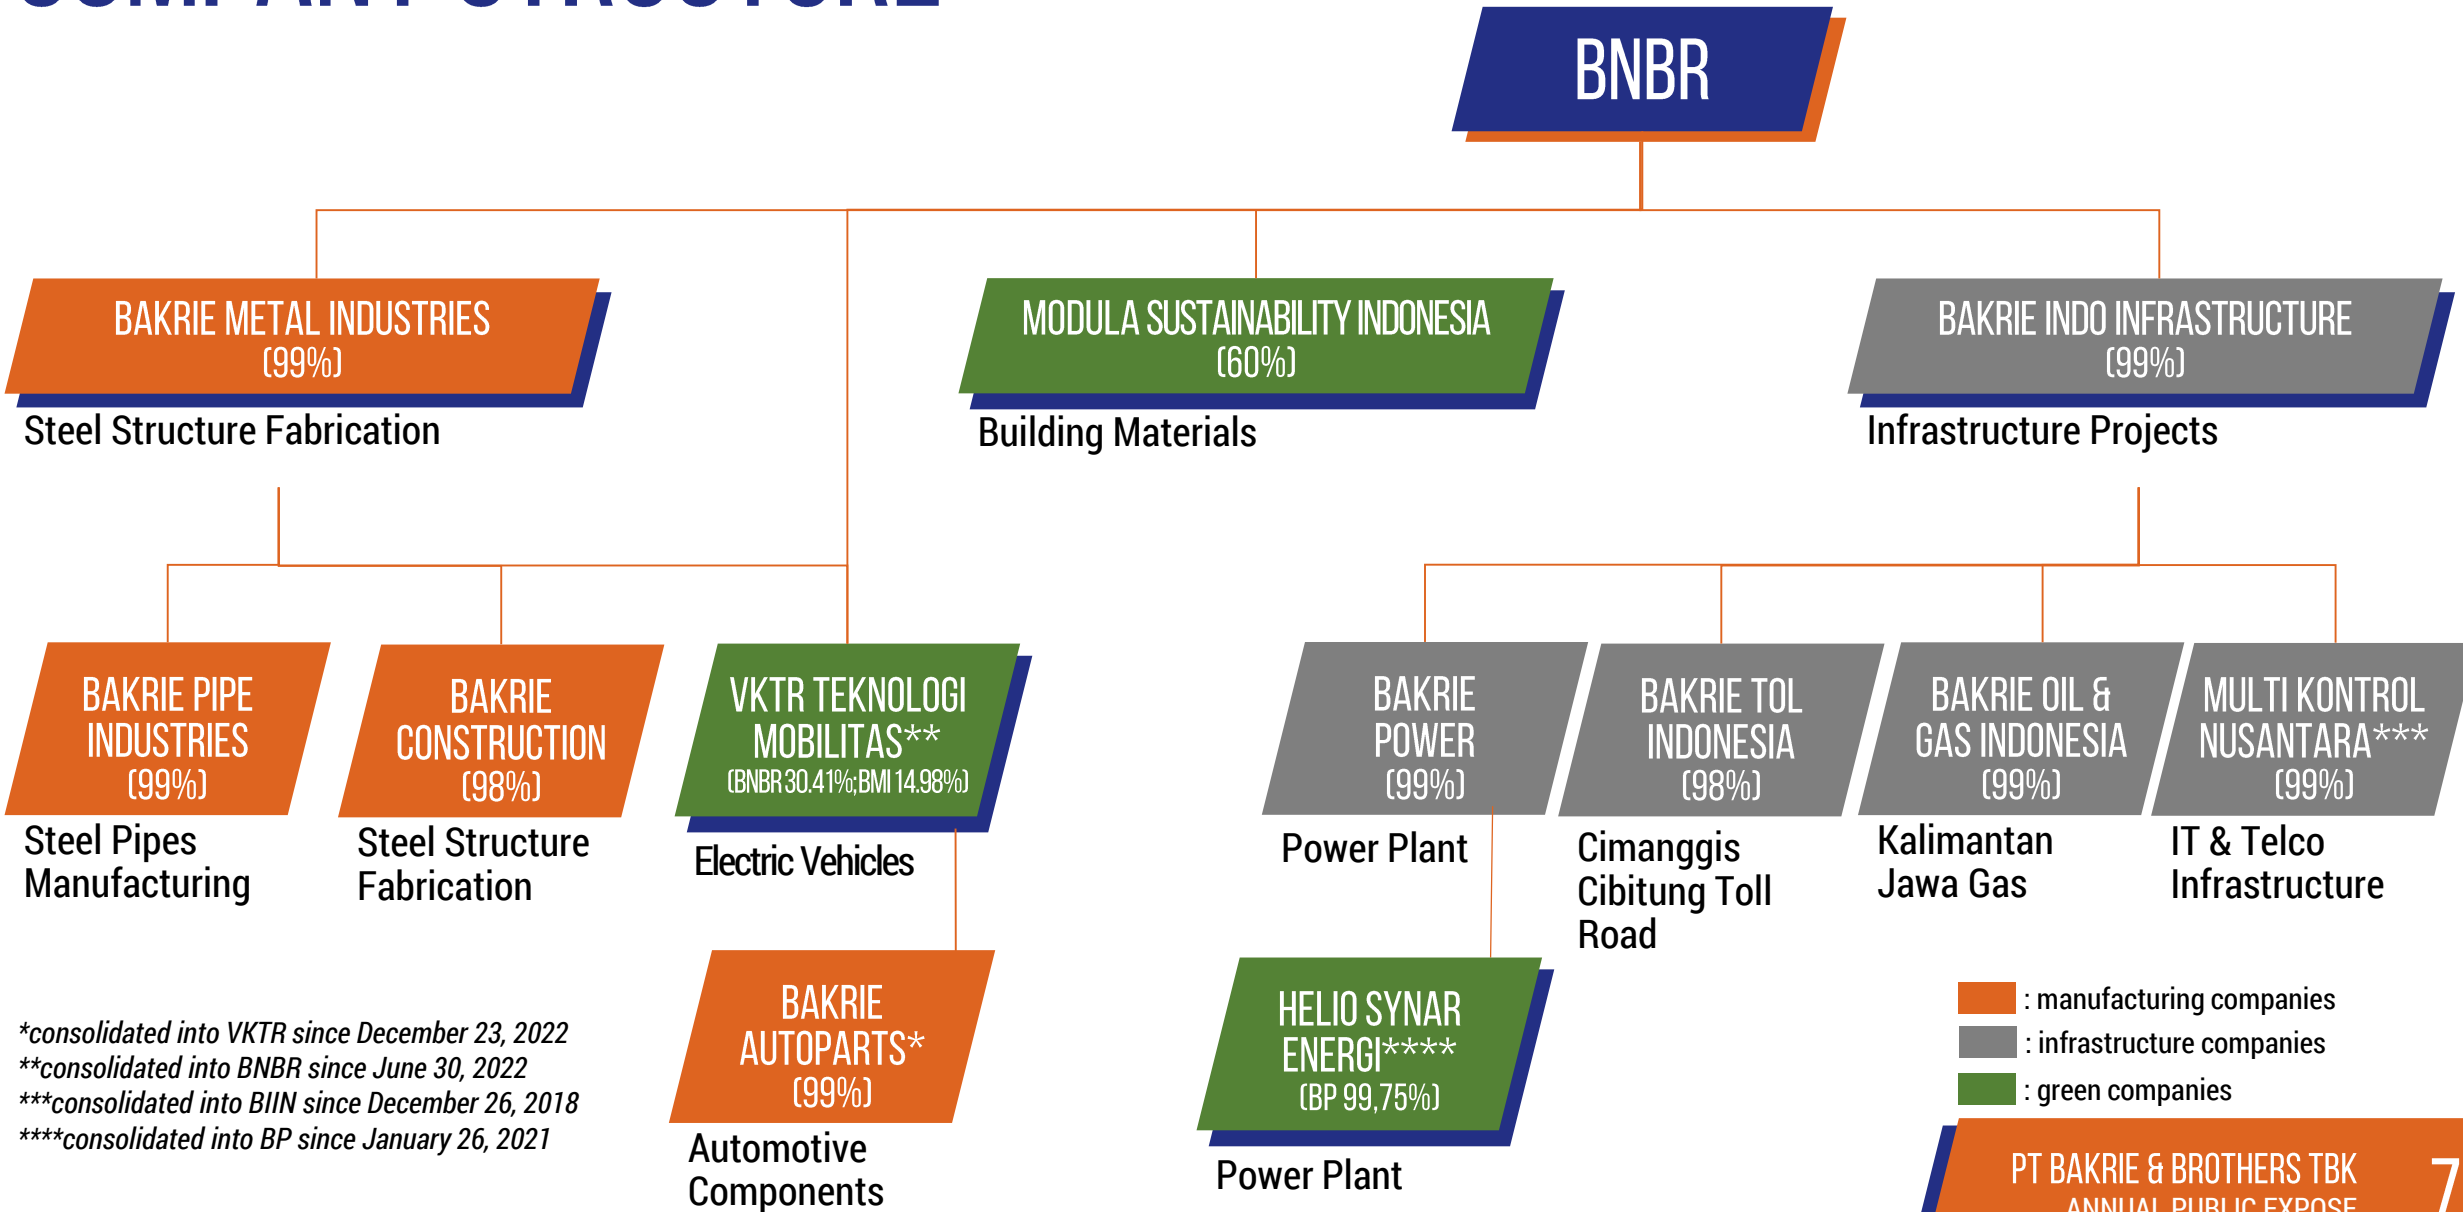 COMPANY STRUCTURE
BNBR
BAKRIE METAL INDUSTRIES
(99%)
Steel Structure Fabrication
MODULA SUSTAINABILITY INDONESIA
(60%)
Building Materials
BAKRIE INDO INFRASTRUCTURE
(99%)
Infrastructure Projects
BAKRIE PIPE
INDUSTRIES
(99%)
Steel Pipes
Manufacturing
BAKRIE
CONSTRUCTION
(98%)
Steel Structure
Fabrication
VKTR TEKNOLOGI
MOBILITAS**
(BNBR 30.41%;BMI 14.98%)
Electric Vehicles
BAKRIE
POWER
(99%)
Power Plant
BAKRIE TOL
INDONESIA
(98%)
Cimanggis
Cibitung Toll
Road
BAKRIE OIL &
GAS INDONESIA
(99%)
Kalimantan
Jawa Gas
MULTI KONTROL
NUSANTARA***
(99%)
IT & Telco
Infrastructure
BAKRIE
AUTOPARTS*
(99%)
Automotive
Components
HELIO SYNAR
ENERGI****
(BP 99,75%)
Power Plant
*consolidated into VKTR since December 23, 2022
**consolidated into BNBR since June 30, 2022
***consolidated into BIIN since December 26, 2018
****consolidated into BP since January 26, 2021
: manufacturing companies
: infrastructure companies
: green companies
PT BAKRIE & BROTHERS TBK
ANNUAL PUBLIC EXPOSE
7